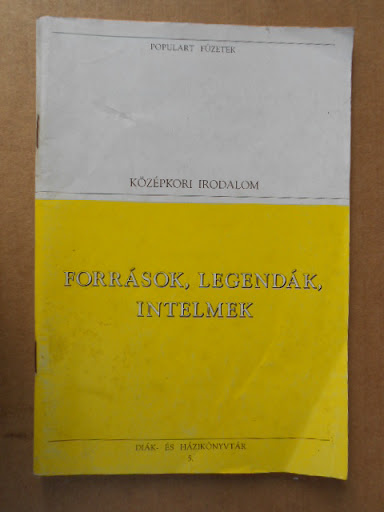 POPULART FÜZETEK
KÖZÉPKORI IRODALOM
FORRÁSOK, LEGENDÁK,
INTELMEK
DIÁK- ÉS HÁZIKÖNYVTÁR
5.